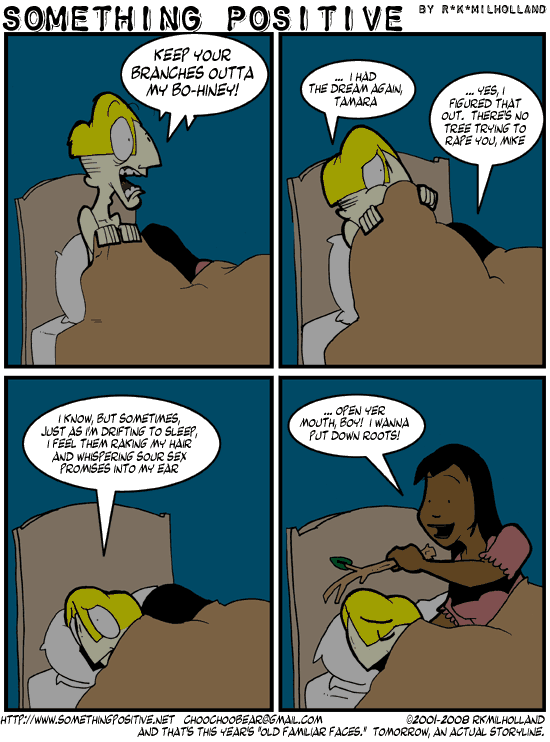 SOMETHING POSITIVE
BY R*K*MILHOLLAND
KEEP YOUR
BRANCHES OUTTA
MY BO-HINEY!
... I HAD
THE DREAM AGAIN,
TAMARA
... YES, I
FIGURED THAT
OUT. THERE'S NO
TREE TRYING TO
RAPE YOU, MIKE
I KNOW, BUT SOMETIMES,
JUST AS I'M DRIFTING TO SLEEP,
I FEEL THEM RAKING MY HAIR
AND WHISPERING SOUR SEX
PROMISES INTO MY EAR
... OPEN YER
MOUTH, BOY! I WANNA
PUT DOWN ROOTS!
HTTP://WWW.SOMETHINGPOSITIVE.NET CHOOCHOOBEAR@GMAIL.COM ©2001-2008 RKMILHOLLAND
AND THAT'S THIS YEAR'S "OLD FAMILIAR FACES." TOMORROW, AN ACTUAL STORYLINE.